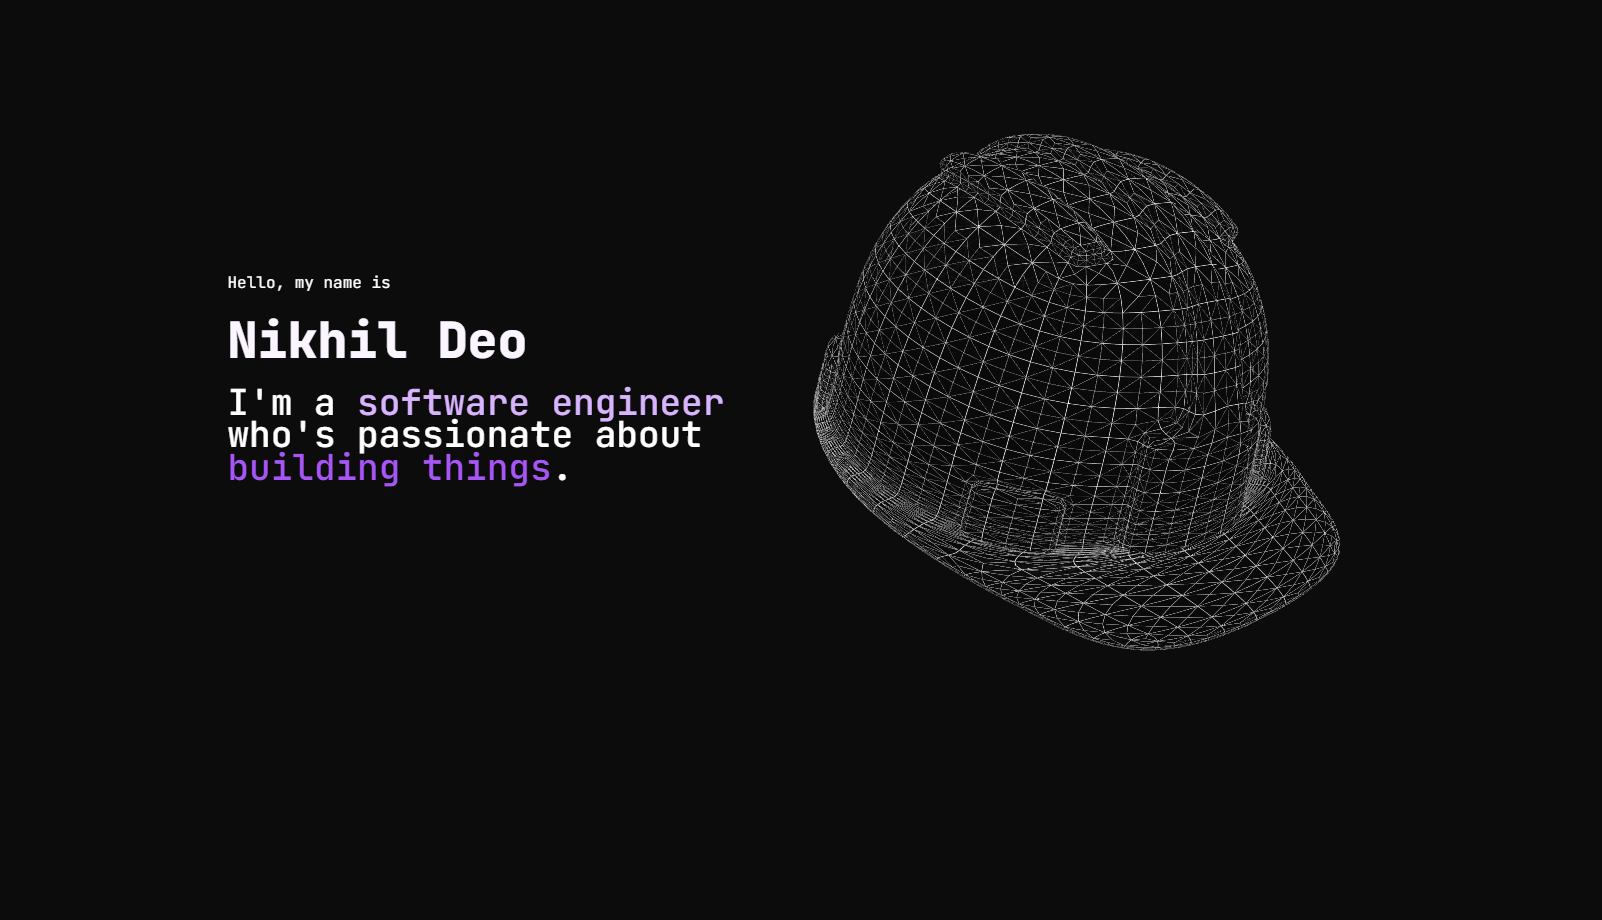 Hello, my name is
Nikhil Deo
I'm a software engineer
who's passionate about
building things.